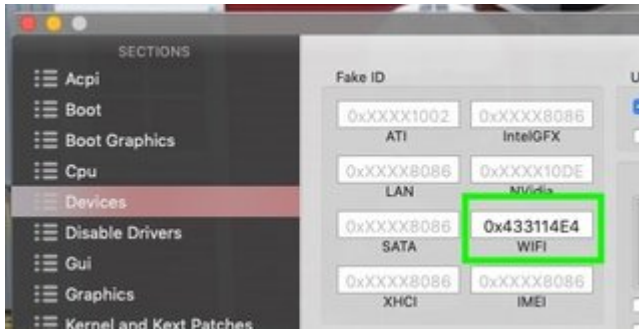 SECTIONS
Acpi
Boot
Boot Graphics
Cpu
Devices
Disable Drivers
Gui
Graphics
Kernel and Kext Patches
Fake ID
0xXXXX1002 0xXXXX8086
ATI IntelGFX
0xXXXX8086 0xXXXX10DE
LAN NVidia
0xXXXX8086 0x433114E4
SATA WIFI
0xXXXX8086 0xXXXX8086
XHCI IMEI
U